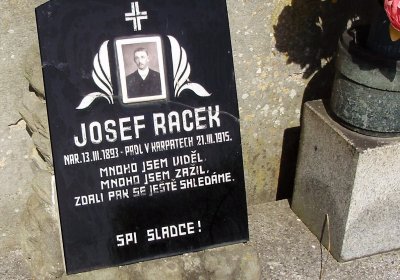 JOSEF RACEK
NAR. 13. III. 1893 - PADL V KARPATECH 21. III. 1915.
MNOHO JSEM VIDĚL,
MNOHO JSEM ZAŽIL,
ZDALI PAK SE JEŠTĚ SHLEDÁME.
SPI SLADCE!